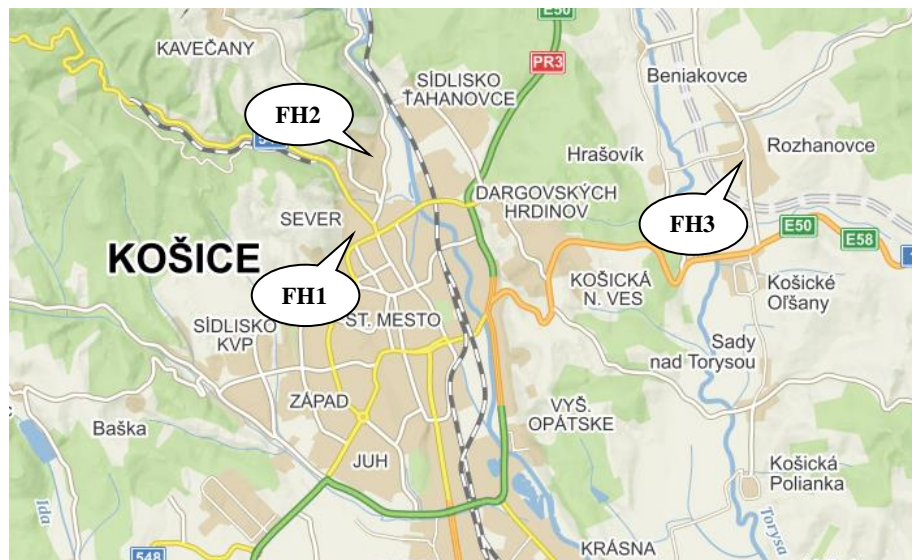 E50
KAVEČANY
PR3
SÍDLISKO
ŤAHANOVCE
Beniakovce
FH2
Hrašovík
Rozhanovce
DARGOVSKÝCH
HRDINOV
SEVER
FH3
E50
E58
KOŠICE
FH1
KOŠICKÁ
N. VES
Košické
Oľšany
SÍDLISKO
KVP
ST. MESTO
Sady
nad Torysou
ZÁPAD
Baška
VYŠ.
OPÁTSKE
JUH
Košická
Polianka
Ida
Torysa
KRÁSNA
548